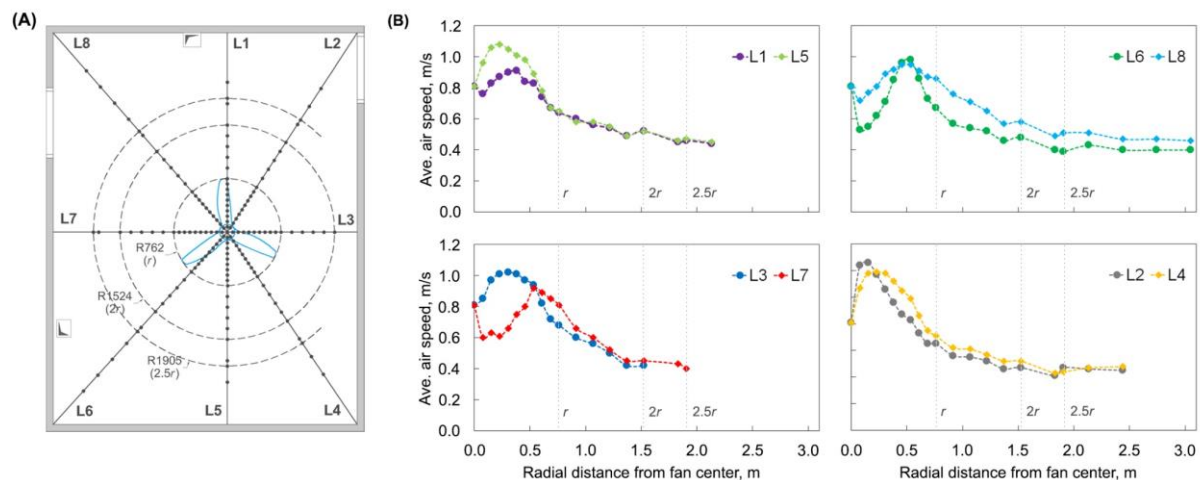 (A)
L8
L1
L2
L7
L3
R762
(r)
R1524
(2r)
R1905
(2.5r)
L6
L5
L4
(B)
Ave. air speed, m/s
1.2
1.0
0.8
0.6
0.4
0.2
0.0
L1 L5
r
2r
2.5r
L6 L8
r
2r
2.5r
Ave. air speed, m/s
1.2
1.0
0.8
0.6
0.4
0.2
0.0
L3 L7
r
2r
2.5r
0.0 0.5 1.0 1.5 2.0 2.5 3.0
Radial distance from fan center, m
L2 L4
r
2r
2.5r
0.0 0.5 1.0 1.5 2.0 2.5 3.0
Radial distance from fan center, m